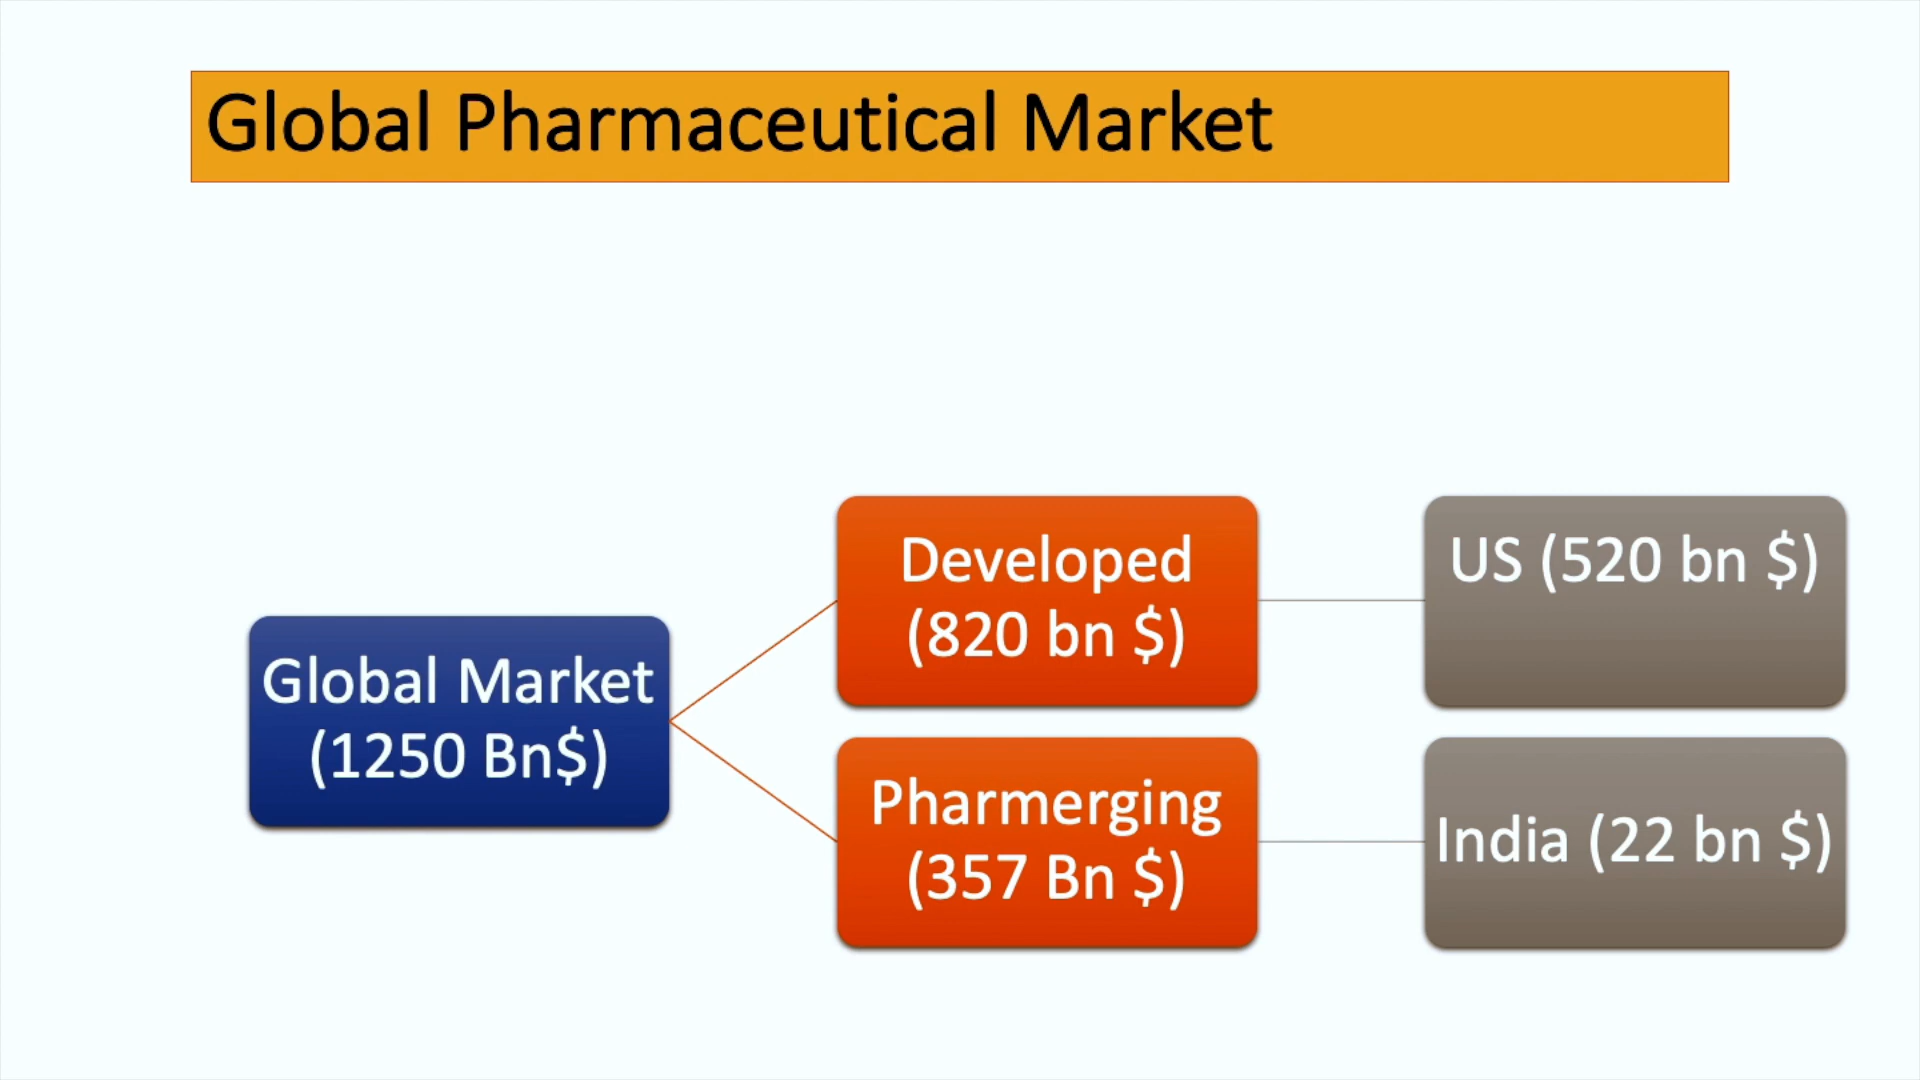 Global Pharmaceutical Market
Global Market
(1250 Bn$)
Developed
(820 bn $)
US (520 bn $)
Pharmerging
(357 Bn $)
India (22 bn $)